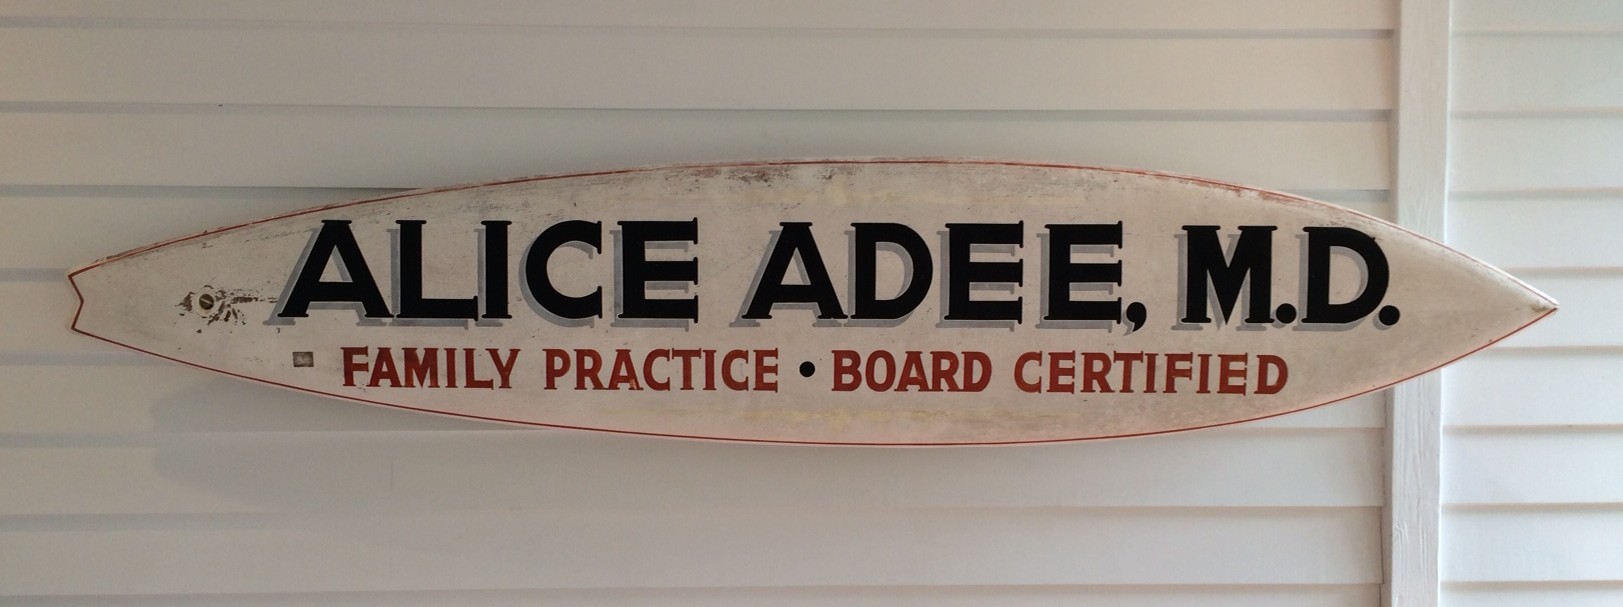 ALICE ADEE, M.D.
FAMILY PRACTICE • BOARD CERTIFIED